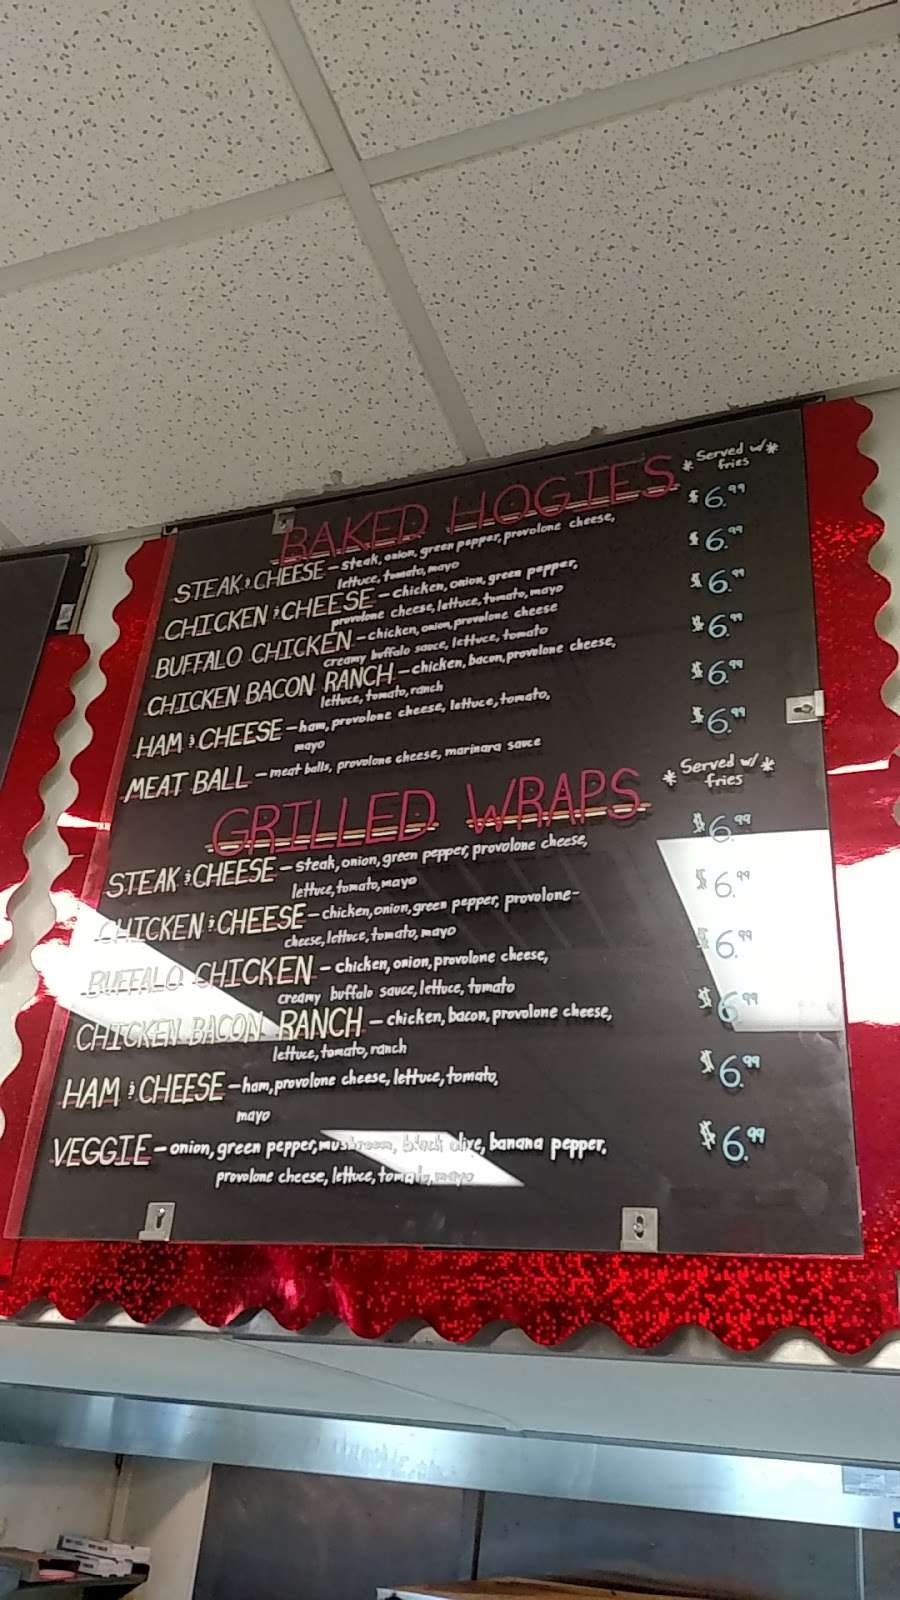 BAKED HOGIES * Served w/ fries *
STEAK & CHEESE - steak, onion, green pepper, provolone cheese, $6.99
lettuce, tomato, mayo
CHICKEN & CHEESE - chicken, onion, green pepper, $6.99
provolone cheese, lettuce, tomato, mayo
BUFFALO CHICKEN - chicken, onion, provolone cheese $6.99
creamy buffalo sauce, lettuce, tomato
CHICKEN BACON RANCH - chicken, bacon, provolone cheese, $6.99
lettuce, tomato, ranch
HAM & CHEESE - ham, provolone cheese, lettuce, tomato, $6.99
mayo
MEAT BALL - meat balls, provolone cheese, marinara sauce $6.99
GRILLED WRAPS * Served w/ fries *
STEAK & CHEESE - steak, onion, green pepper, provolone cheese, $6.99
lettuce, tomato, mayo
CHICKEN & CHEESE - chicken, onion, green pepper, provolone- $6.99
cheese, lettuce, tomato, mayo
BUFFALO CHICKEN - chicken, onion, provolone cheese, $6.99
creamy buffalo sauce, lettuce, tomato
CHICKEN BACON RANCH - chicken, bacon, provolone cheese, $6.99
lettuce, tomato, ranch
HAM & CHEESE - ham, provolone cheese, lettuce, tomato, $6.99
mayo
VEGGIE - onion, green pepper, mushroom, black olive, banana pepper, $6.99
provolone cheese, lettuce, tomato, mayo